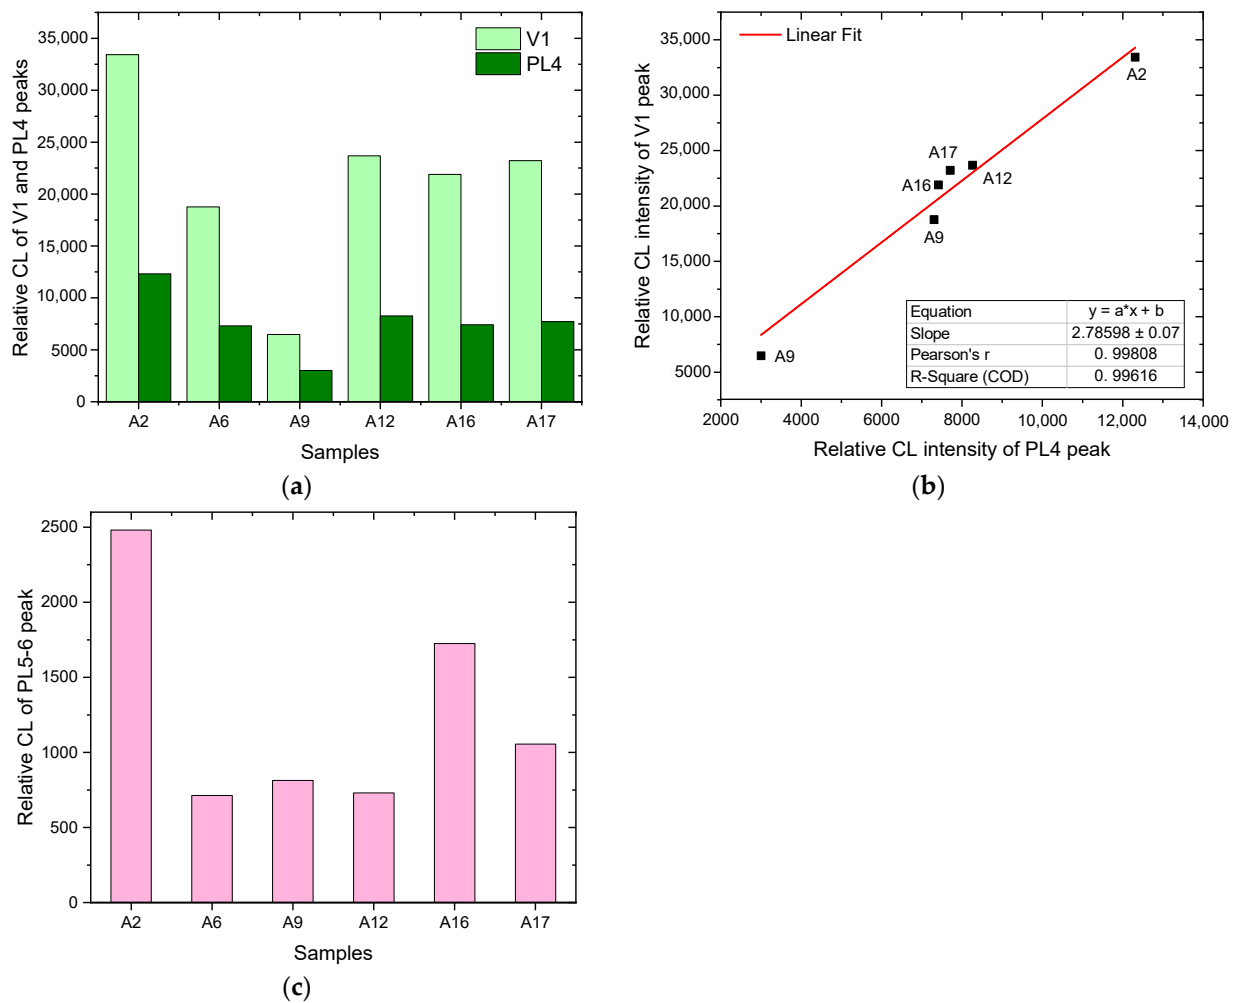 Relative CL of V1 and PL4 peaks
35,000
30,000
25,000
20,000
15,000
10,000
5000
0
V1
PL4
A2 A6 A9 A12 A16 A17
Samples
(a)
Relative CL intensity of V1 peak
35,000
30,000
25,000
20,000
15,000
10,000
5000
Linear Fit
A2
A17
A16
A12
A9
A9
Equation y = a*x + b
Slope 2.78598 ± 0.07
Pearson's r 0. 99808
R-Square (COD) 0. 99616
2000 4000 6000 8000 10,000 12,000 14,000
Relative CL intensity of PL4 peak
(b)
Relative CL of PL5-6 peak
2500
2000
1500
1000
500
0
A2 A6 A9 A12 A16 A17
Samples
(c)